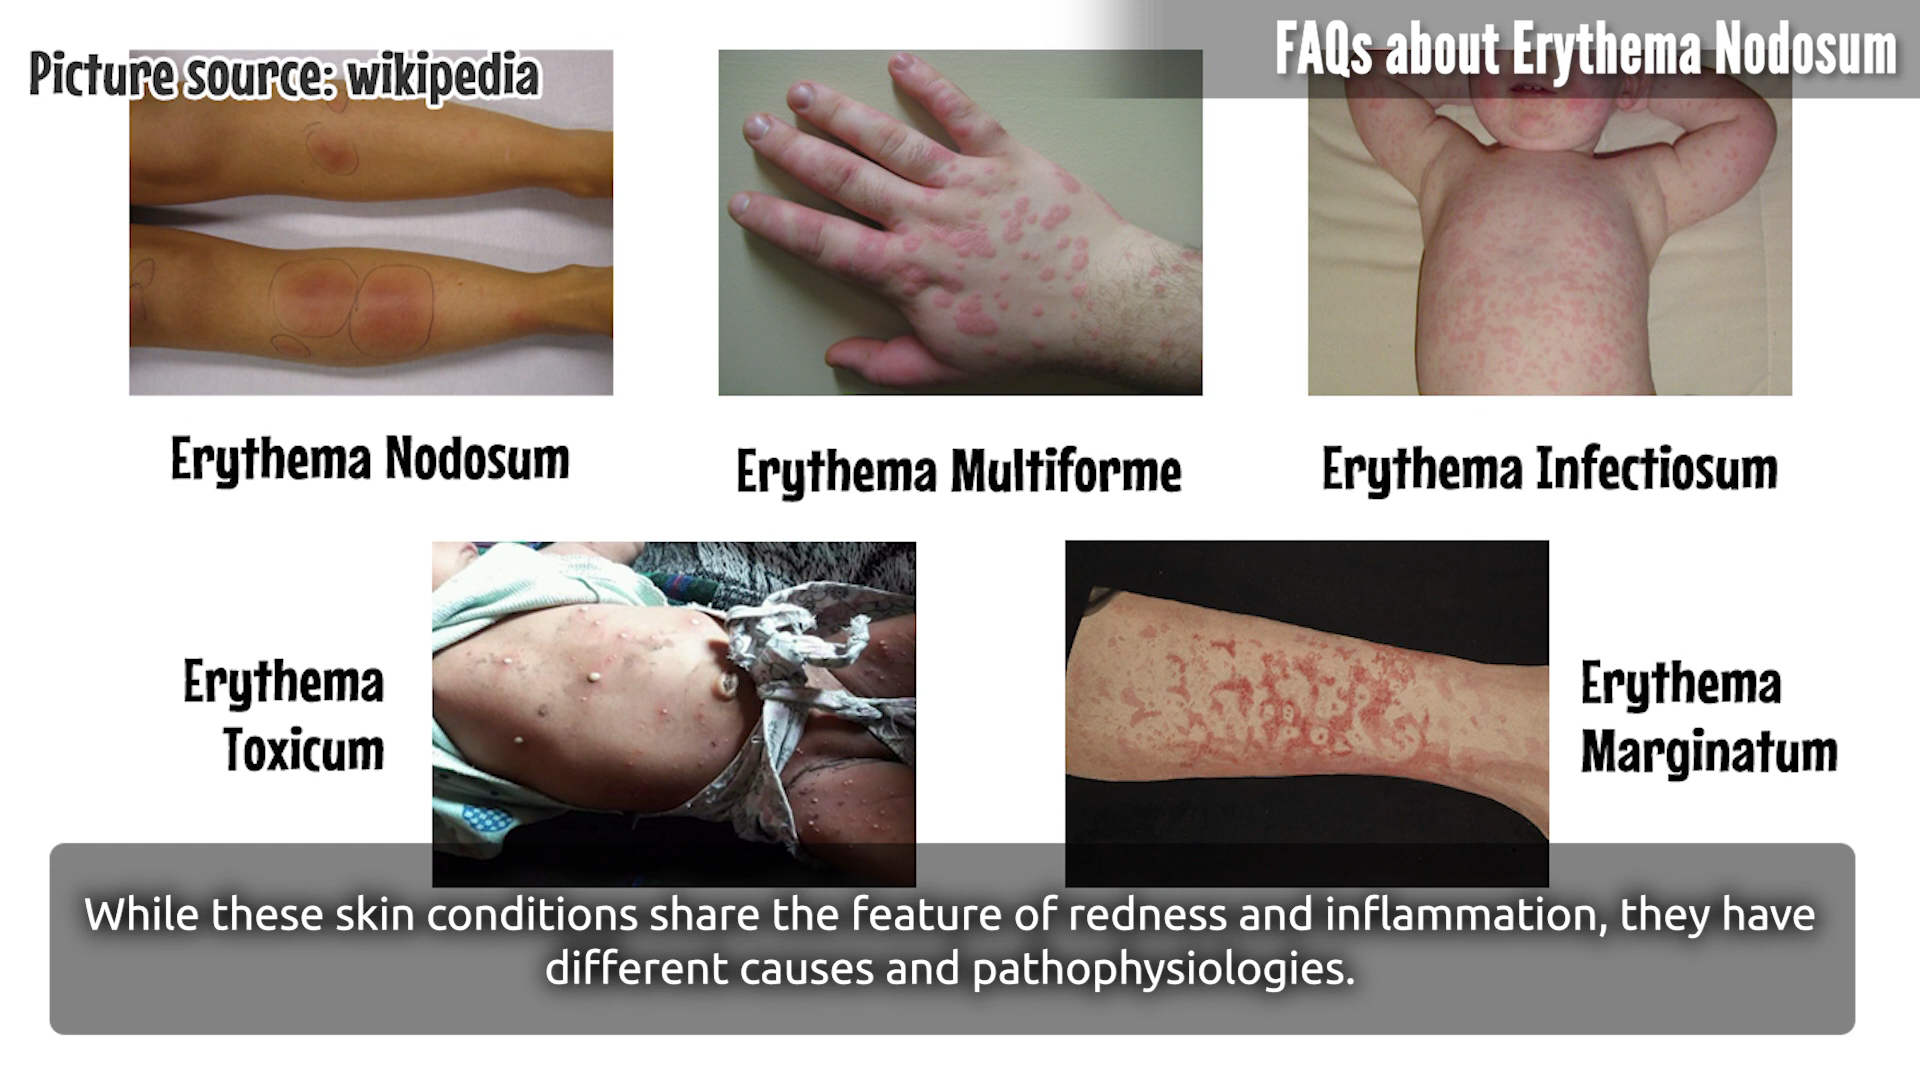 Picture source: wikipedia
FAQs about Erythema Nodosum
Erythema Nodosum
Erythema Multiforme
Erythema Infectiosum
Erythema
Toxicum
Erythema
Marginatum
While these skin conditions share the feature of redness and inflammation, they have
different causes and pathophysiologies.